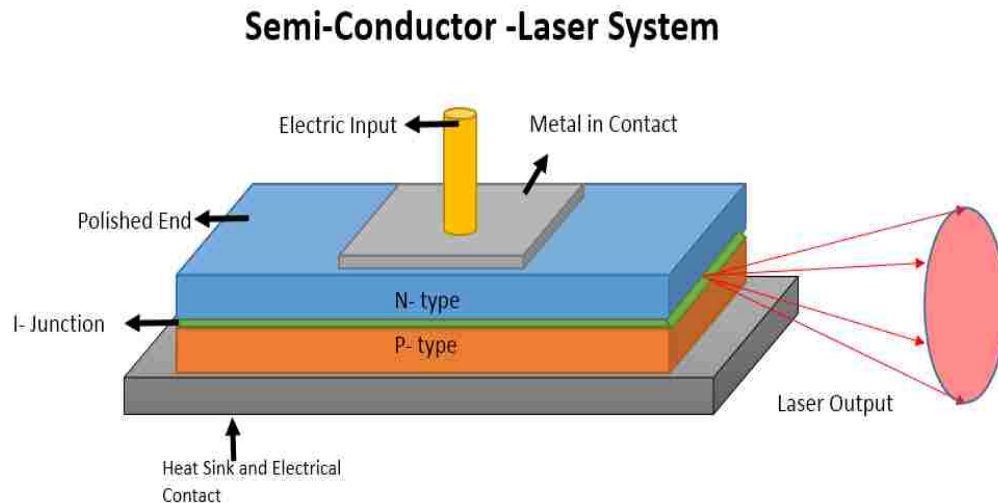 Semi-Conductor -Laser System
Electric Input
Metal in Contact
Polished End
N- type
I- Junction
P- type
Laser Output
Heat Sink and Electrical
Contact